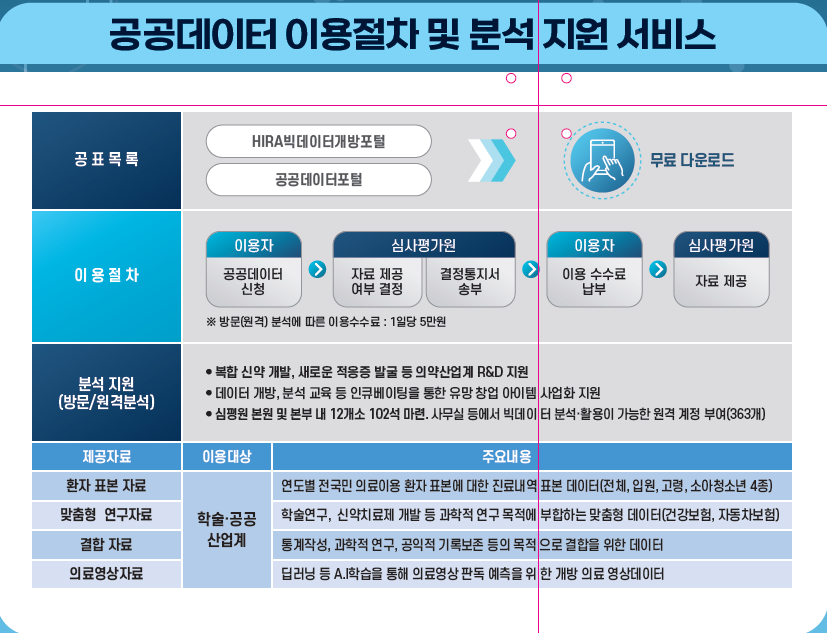 공공데이터 이용절차 및 분석 지원 서비스
공 표 목 록
HIRA빅데이터개방포털
공공데이터포털
무료 다운로드
이 용 절 차
이용자
공공데이터
신청
심사평가원
자료 제공
여부 결정
결정통지서
송부
이용자
이용 수수료
납부
심사평가원
자료 제공
※ 방문(원격) 분석에 따른 이용수수료 : 1일당 5만원
분석 지원
(방문/원격분석)
• 복합 신약 개발, 새로운 적응증 발굴 등 의약산업계 R&D 지원
• 데이터 개방, 분석 교육 등 인큐베이팅을 통한 유망 창업 아이템 사업화 지원
• 심평원 본원 및 본부 내 12개소 102석 마련. 사무실 등에서 빅데이터 분석·활용이 가능한 원격 계정 부여(363개)
제공자료 이용대상 주요내용
환자 표본 자료 연도별 전국민 의료이용 환자 표본에 대한 진료내역 표본 데이터(전체, 입원, 고령, 소아청소년 4종)
맞춤형 연구자료 학술연구, 신약치료제 개발 등 과학적 연구 목적에 부합하는 맞춤형 데이터(건강보험, 자동차보험)
학술·공공
산업계
결합 자료 통계작성, 과학적 연구, 공익적 기록보존 등의 목적으로 결합을 위한 데이터
의료영상자료 딥러닝 등 A.I학습을 통해 의료영상 판독 예측을 위한 개방 의료 영상데이터